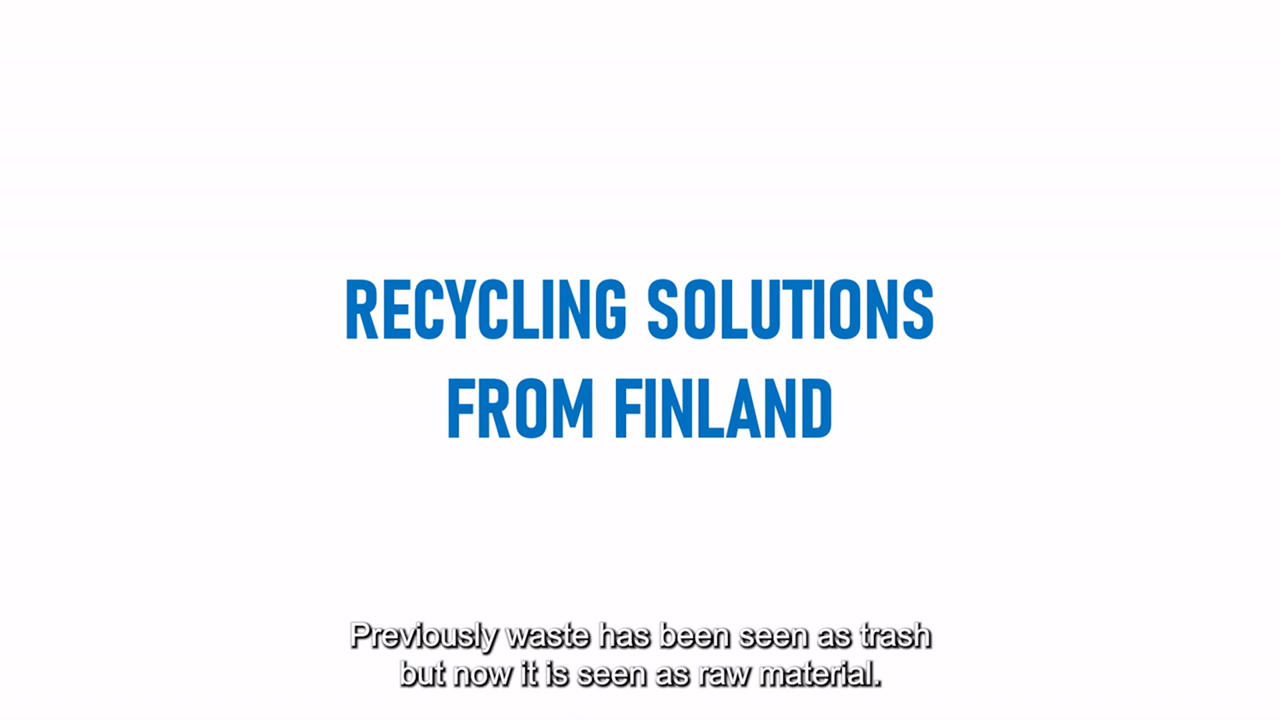 RECYCLING SOLUTIONS
FROM FINLAND
Previously waste has been seen as trash
but now it is seen as raw material.